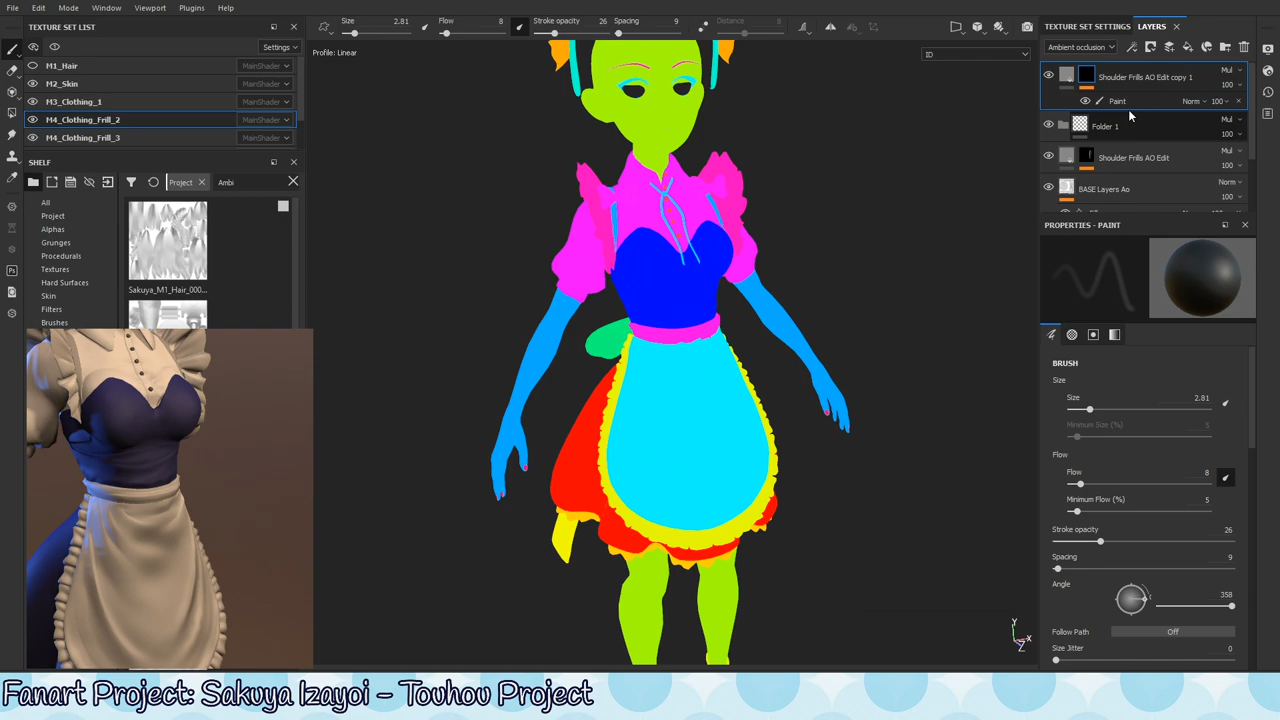 File Edit Mode Window Viewport Plugins Help
TEXTURE SET LIST
Settings
M1_Hair MainShader
M2_Skin MainShader
M3_Clothing_1 MainShader
M4_Clothing_Frill_2 MainShader
M4_Clothing_Frill_3 MainShader
SHELF
Project Ambi
All
Project
Alphas
Grunges
Procedurals
Textures
Hard Surfaces
Skin
Filters
Brushes
Sakuya_M1_Hair_000...
Size 2.81 Flow 8 Stroke opacity 26 Spacing 9 Distance 8
Profile: Linear
ID
Y
X
Z
TEXTURE SET SETTINGS LAYERS
Ambient occlusion
Shoulder Frills AO Edit copy 1 Mul 100
Paint Norm 100
Folder 1 Mul 100
Shoulder Frills AO Edit Mul 100
BASE Layers Ao Norm 100
PROPERTIES - PAINT
BRUSH
Size
Size 2.81
Minimum Size (%) 5
Flow
Flow 8
Minimum Flow (%) 5
Stroke opacity 26
Spacing 9
Angle
358
Follow Path Off
Size Jitter 0
Ps
Fanart Project: Sakuya Izayoi - Touhou Project